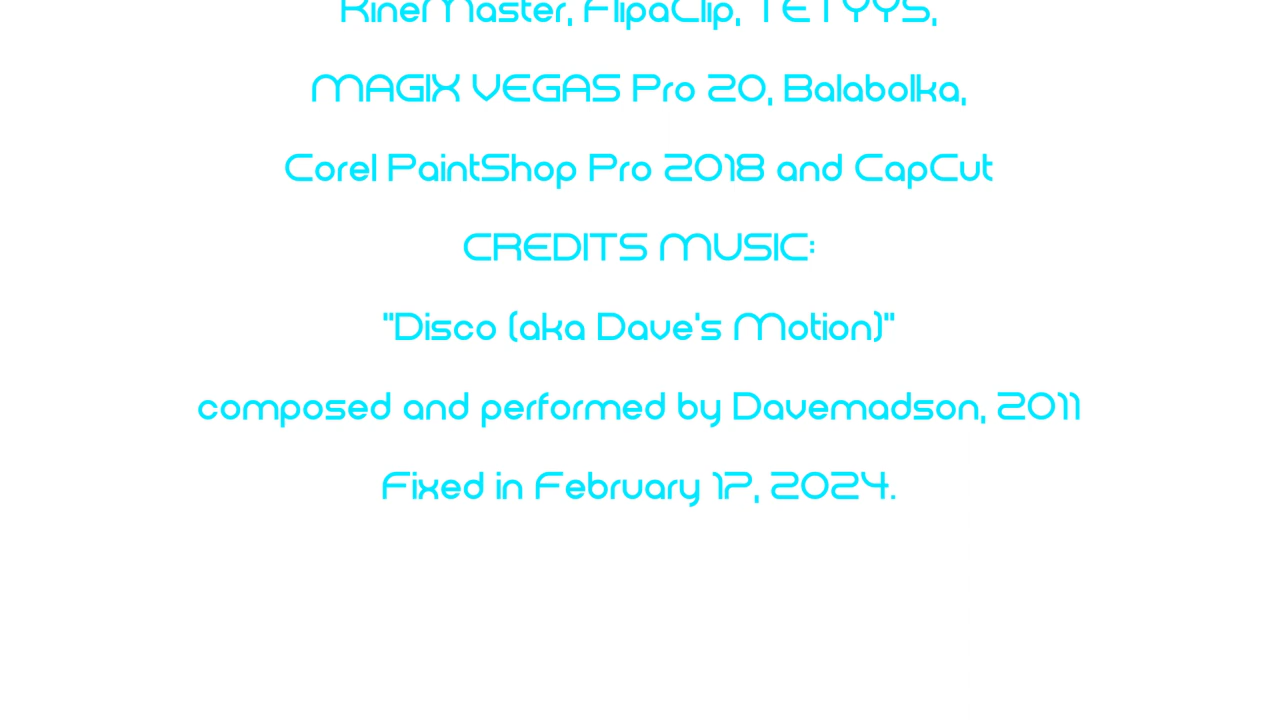 KineMaster, FlipaClip, TETYYS,
MAGIX VEGAS Pro 20, Balabolka,
Corel PaintShop Pro 2018 and CapCut
CREDITS MUSIC:
"Disco (aka Dave's Motion)"
composed and performed by Davemadson, 2011
Fixed in February 17, 2024.